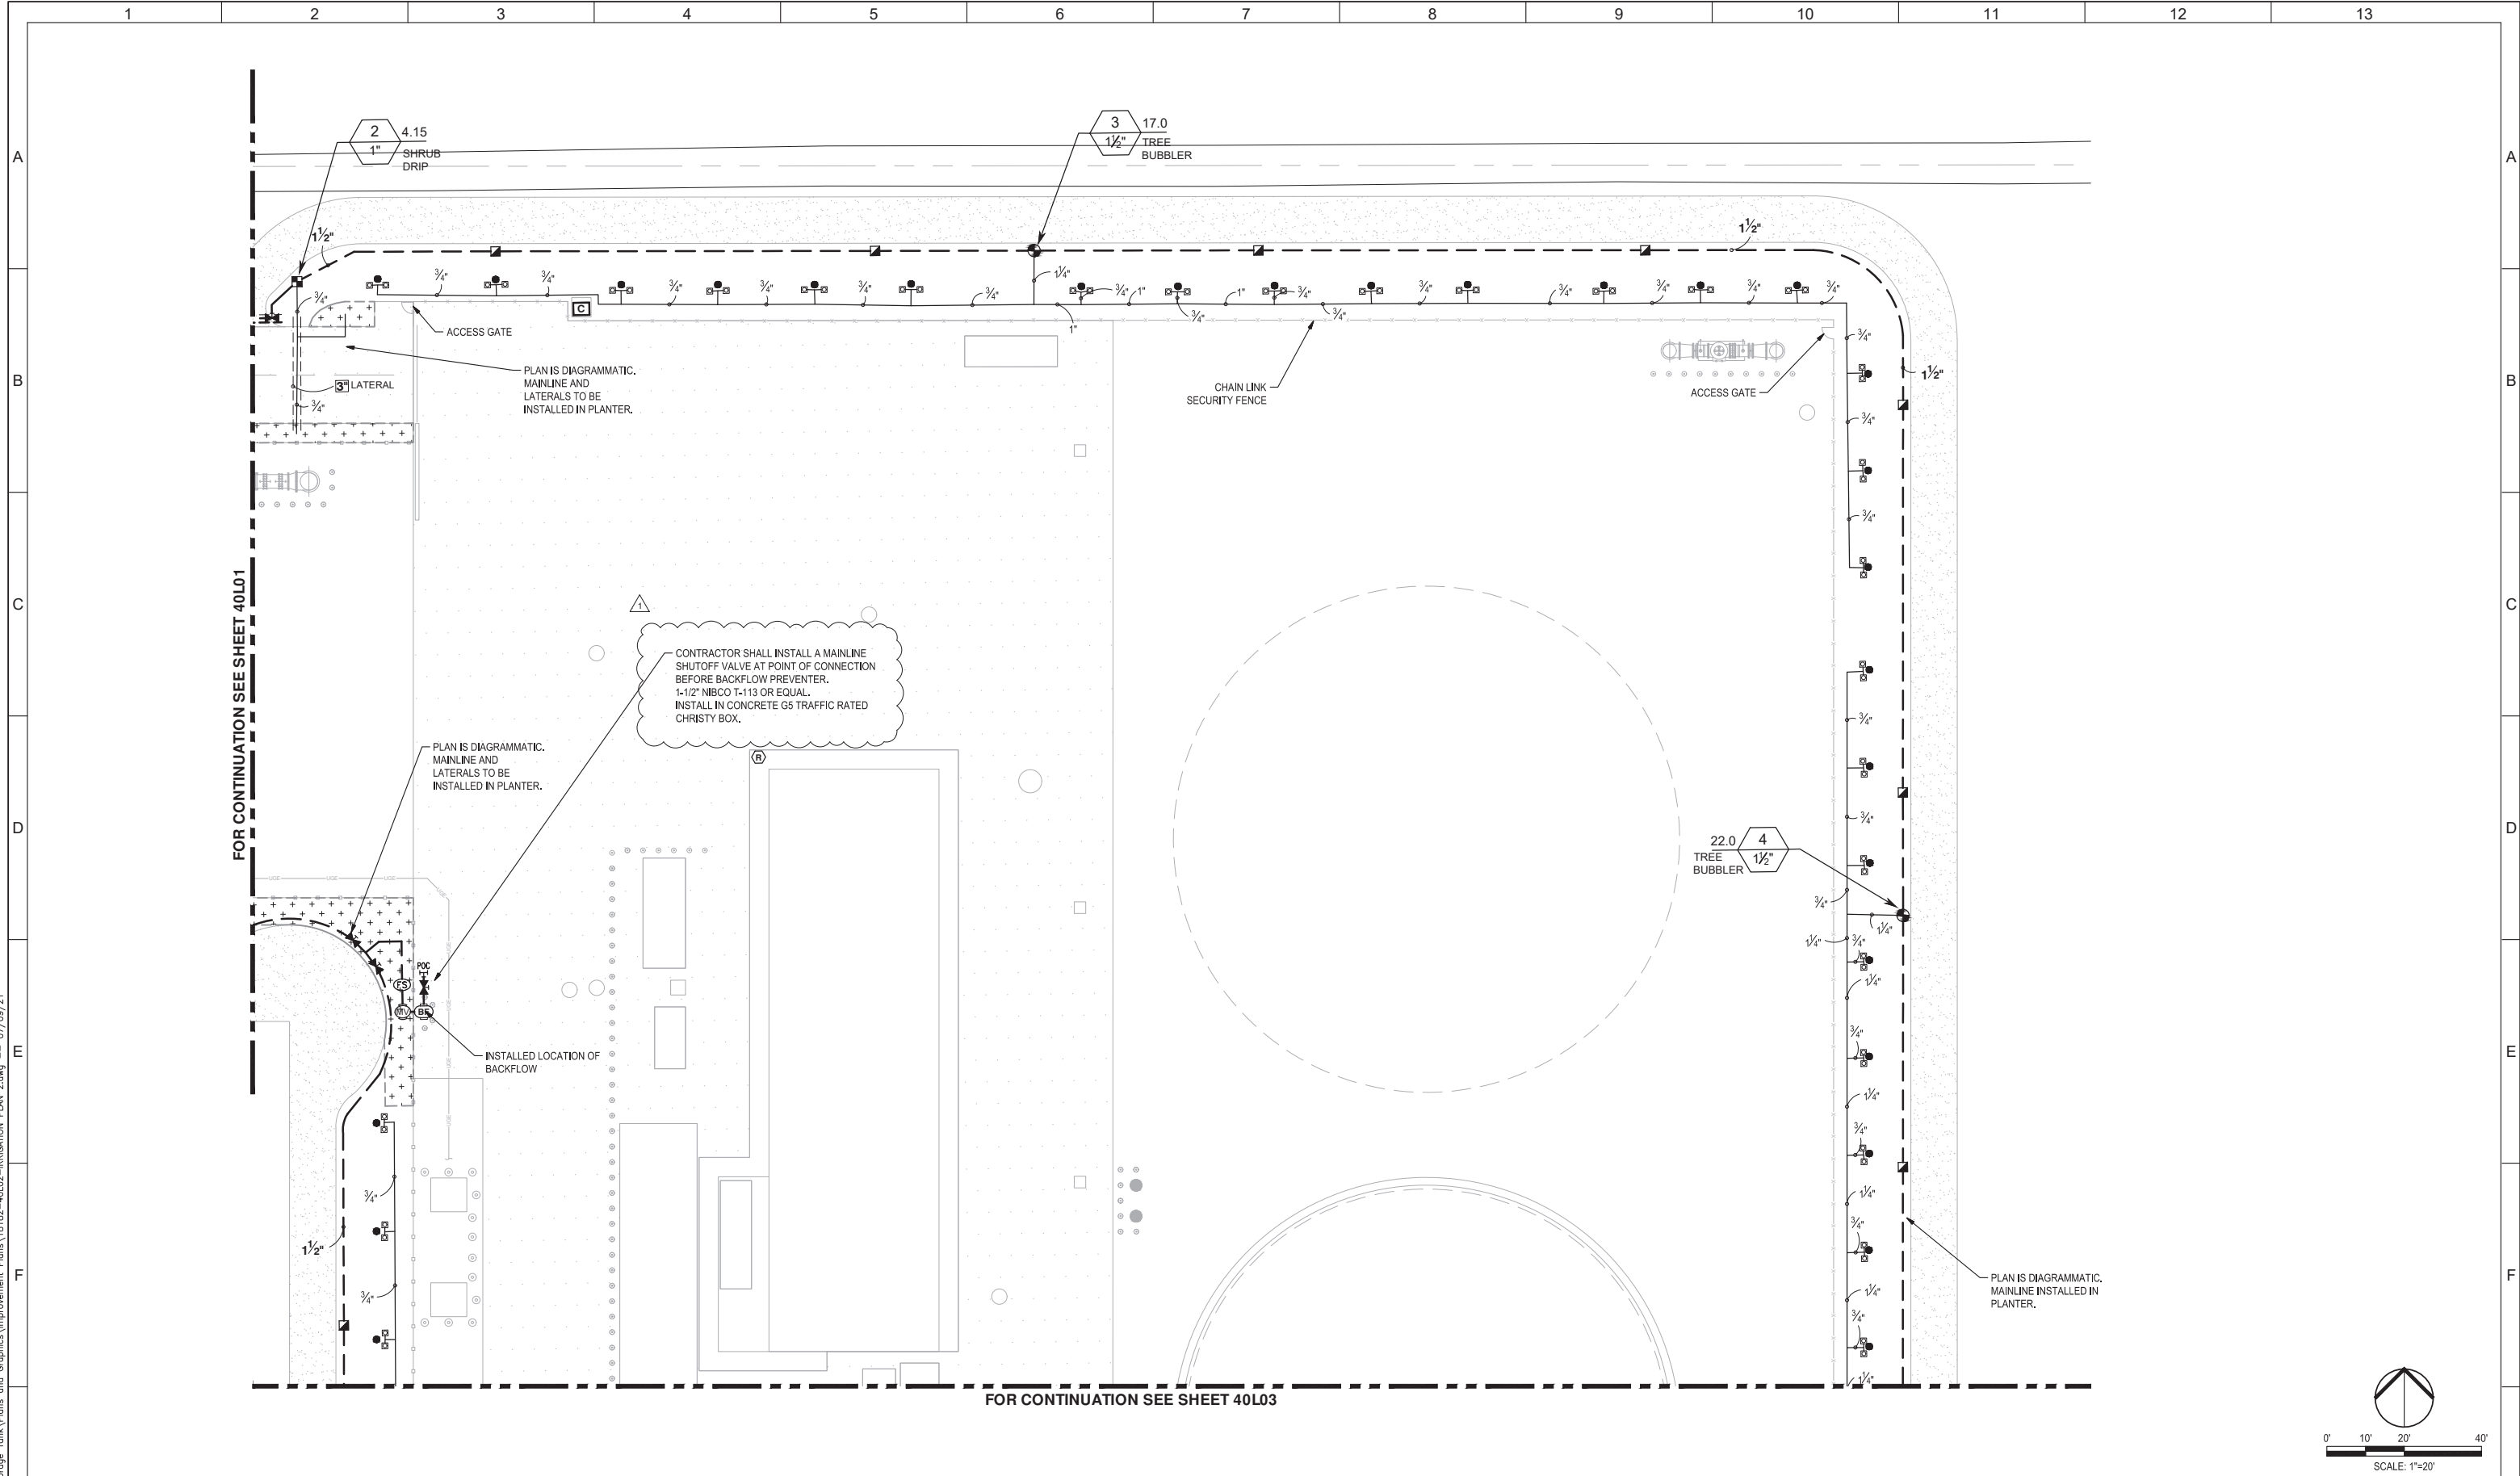 1 2 3 4 5 6 7 8 9 10 11 12 13
A
A
2 4.15
1" SHRUB
DRIP
3 17.0
1½" TREE
BUBBLER
1½"
1½"
¾" ¾" ¾" ¾" ¾" ¾" 1¼" ¾" 1" 1" ¾" ¾" ¾" ¾" ¾" ¾"
¾" C ¾" 1" ¾" ¾"
ACCESS GATE
¾"
B
B
PLAN IS DIAGRAMMATIC.
MAINLINE AND
LATERALS TO BE
INSTALLED IN PLANTER.
3" LATERAL
¾"
CHAIN LINK
SECURITY FENCE
ACCESS GATE
1½"
¾"
¾"
FOR CONTINUATION SEE SHEET 40L01
C
C
1
CONTRACTOR SHALL INSTALL A MAINLINE
SHUTOFF VALVE AT POINT OF CONNECTION
BEFORE BACKFLOW PREVENTER.
1-1/2" NIBCO T-113 OR EQUAL.
INSTALL IN CONCRETE G5 TRAFFIC RATED
CHRISTY BOX.
¾"
PLAN IS DIAGRAMMATIC.
MAINLINE AND
LATERALS TO BE
INSTALLED IN PLANTER.
R
D
D
¾"
22.0 4
TREE 1½"
BUBBLER
UGE UGE UGE
UGE
¾"
1¼"
1¼" ¾"
UGE
POC
FS
MV BF
1¼"
E
E
¾"
INSTALLED LOCATION OF
BACKFLOW
1¼"
UGE
¾"
¾"
1¼"
¾"
1½"
F
F
PLAN IS DIAGRAMMATIC.
MAINLINE INSTALLED IN
PLANTER.
¾"
1¼"
¾"
1¼"
FOR CONTINUATION SEE SHEET 40L03
0' 10' 20' 40'
SCALE: 1"=20'